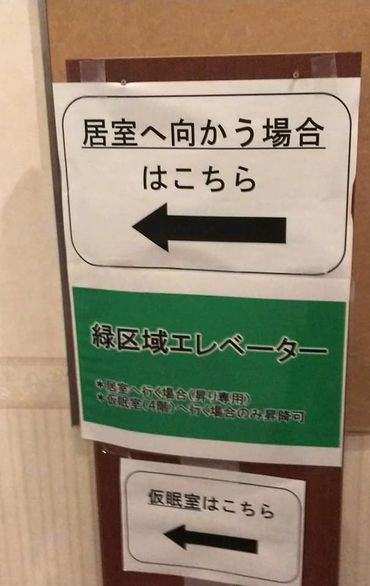 居室へ向かう場合
はこちら
緑区域エレベーター
*居室へ行く場合(昇り専用)
*仮眠室(4階)へ行く場合のみ昇降可
仮眠室はこちら